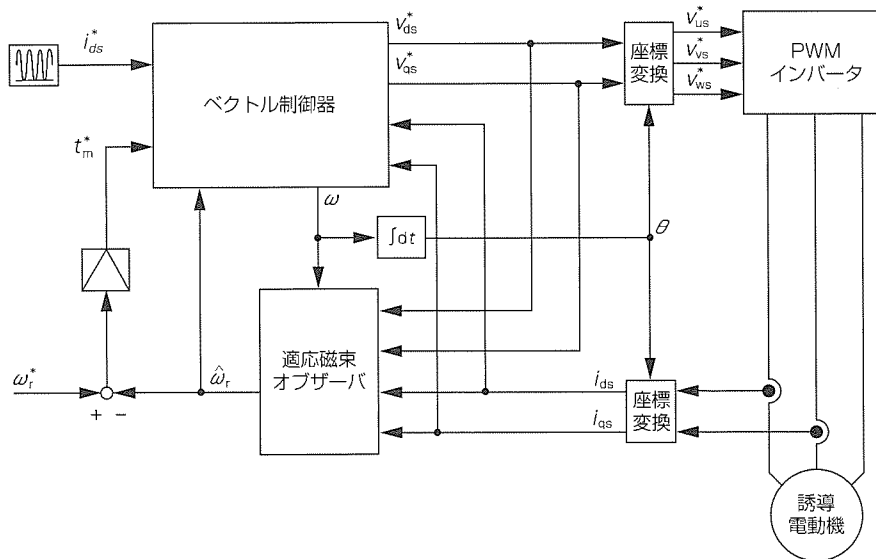 i*ds
v*ds
v*qs
ベクトル制御器
座標
変換
v*us
v*vs
v*ws
PWM
インバータ
t*m
ω
∫dt
θ
適応磁束
オブザーバ
ω*r
+ −
ω̂r
ids
iqs
座標
変換
誘導
電動機